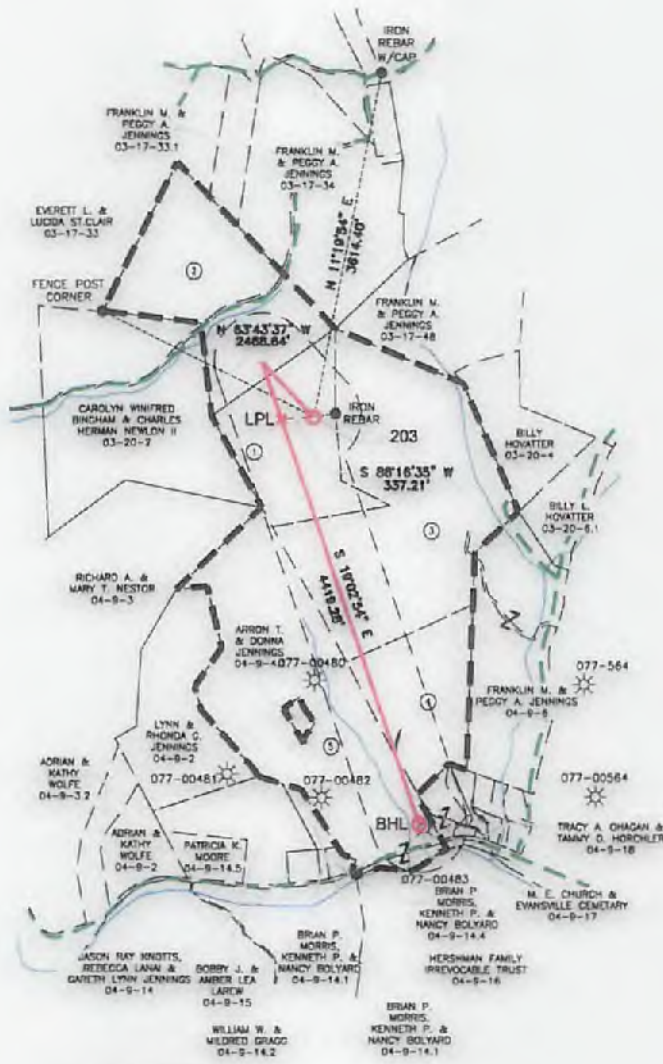 IRON
REBAR
W/CAP
FRANKLIN M. &
PEGGY A.
JENNINGS
03-17-33.1
FRANKLIN M.
& PEGGY A.
JENNINGS
03-17-34
EVERETT L. &
LUCIDA ST.CLAIR
03-17-33
N 11°19'54" E
3614.40'
FENCE POST
CORNER
2
FRANKLIN M.
& PEGGY A.
JENNINGS
03-17-48
N 63°43'37" W
2468.64'
CAROLYN WINIFRED
BINGHAM & CHARLES
HERMAN NEWLON II
03-20-2
LPL
IRON
REBAR
203
BILLY
HOVATTER
03-20-4
1
S 88°16'35" W
337.21'
BILLY L.
HOVATTER
03-20-6.1
3
S 19°02'54" E
4419.28'
RICHARD A. &
MARY T. NESTOR
04-9-3
ARRON T.
& DONNA
JENNINGS
077-00480
077-564
FRANKLIN M. &
PEGGY A. JENNINGS
04-9-6
4
LYNN &
RHONDA G.
JENNINGS
04-9-2
5
ADRIAN &
KATHY
WOLFE
04-9-3.2
077-00481
077-00482
077-00564
BHL
TRACY A. OHAGAN &
TAMMY D. HORCHLER
04-9-18
ADRIAN &
KATHY
WOLFE
04-9-2
PATRICIA K.
MOORE
04-9-14.5
077-00483
BRIAN P.
MORRIS,
KENNETH P. &
NANCY BOLYARD
04-9-14.4
M. E. CHURCH &
EVANSVILLE CEMETARY
04-9-17
JASON RAY KNOTTS,
REBECCA LANAI &
GARETH LYNN JENNINGS
04-9-14
BOBBY J. &
AMBER LEA
LAREW
04-9-15
BRIAN P.
MORRIS,
KENNETH P. &
NANCY BOLYARD
04-9-14.1
HERSHMAN FAMILY
IRREVOCABLE TRUST
04-9-16
WILLIAM W. &
MILDRED GRAGG
04-9-14.2
BRIAN P.
MORRIS,
KENNETH P. &
NANCY BOLYARD
04-9-14.1